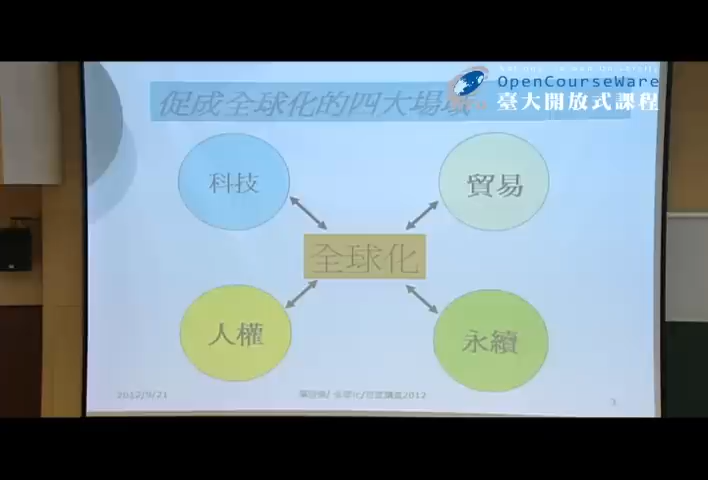 OpenCourseWare
臺大開放式課程
促成全球化的四大場
科技
貿易
全球化
人權
永續
2012/9/21